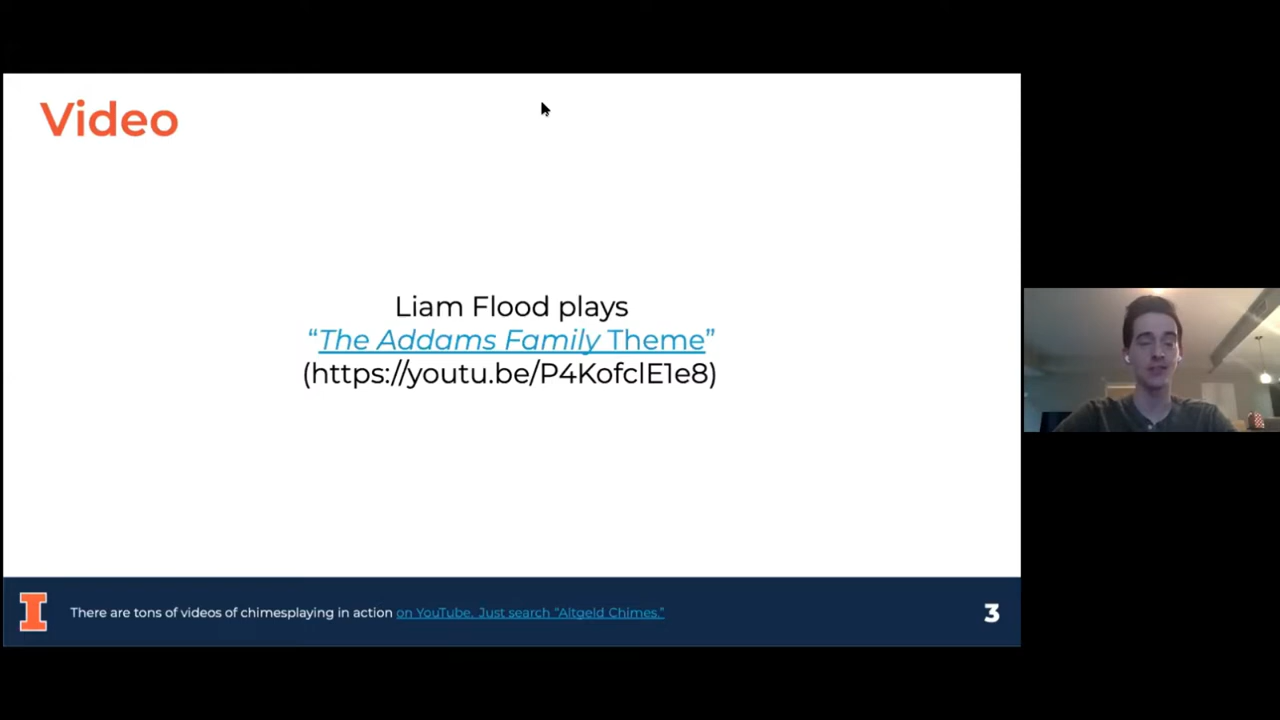 Video
Liam Flood plays
“The Addams Family Theme”
(https://youtu.be/P4KofclE1e8)
There are tons of videos of chimesplaying in action on YouTube. Just search “Altgeld Chimes.”
3